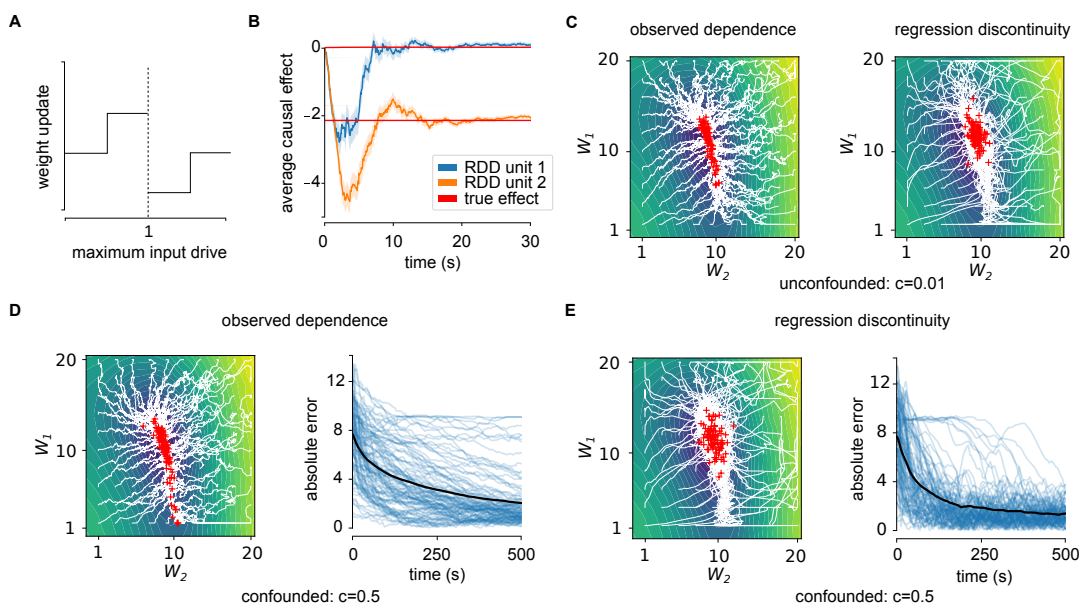 A
weight update
1
maximum input drive
B
average causal effect
0
−2
−4
RDD unit 1
RDD unit 2
true effect
0 10 20 30
time (s)
C
observed dependence
W1
20
10
1
1 10 20
W2
regression discontinuity
W1
20
10
1
1 10 20
W2
unconfounded: c=0.01
D
observed dependence
W1
20
10
1
1 10 20
W2
absolute error
12
8
4
0
0 250 500
time (s)
confounded: c=0.5
E
regression discontinuity
W1
20
10
1
1 10 20
W2
absolute error
12
8
4
0
0 250 500
time (s)
confounded: c=0.5